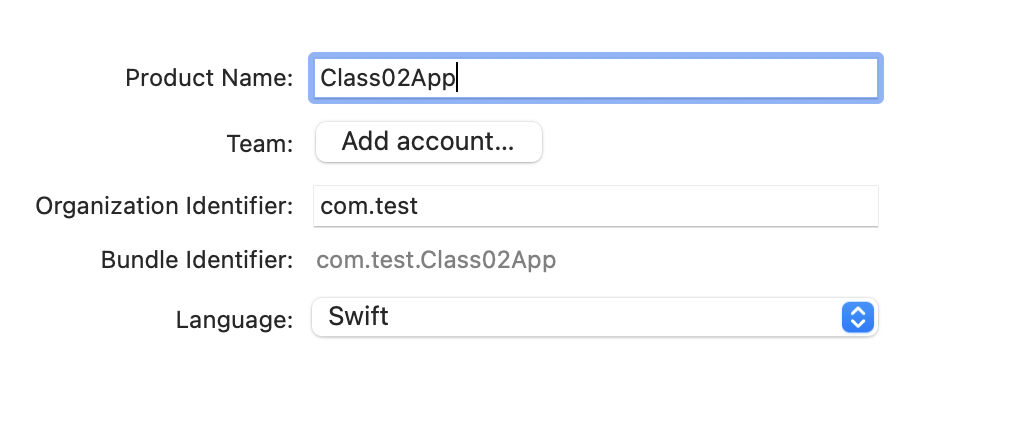 Product Name: Class02App
Team: Add account...
Organization Identifier: com.test
Bundle Identifier: com.test.Class02App
Language: Swift